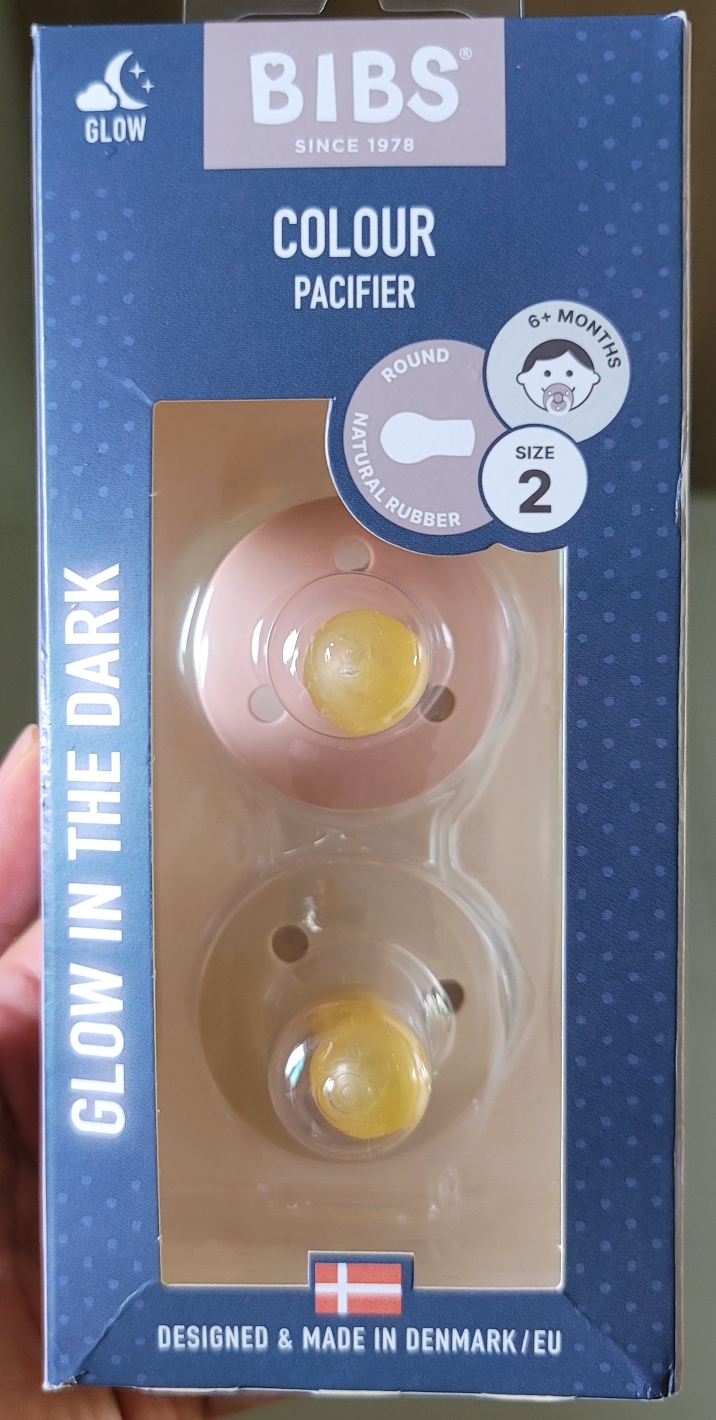 GLOW
BIBS®
SINCE 1978
COLOUR
PACIFIER
6+ MONTHS
ROUND
NATURAL RUBBER
SIZE
2
GLOW IN THE DARK
DESIGNED & MADE IN DENMARK/EU